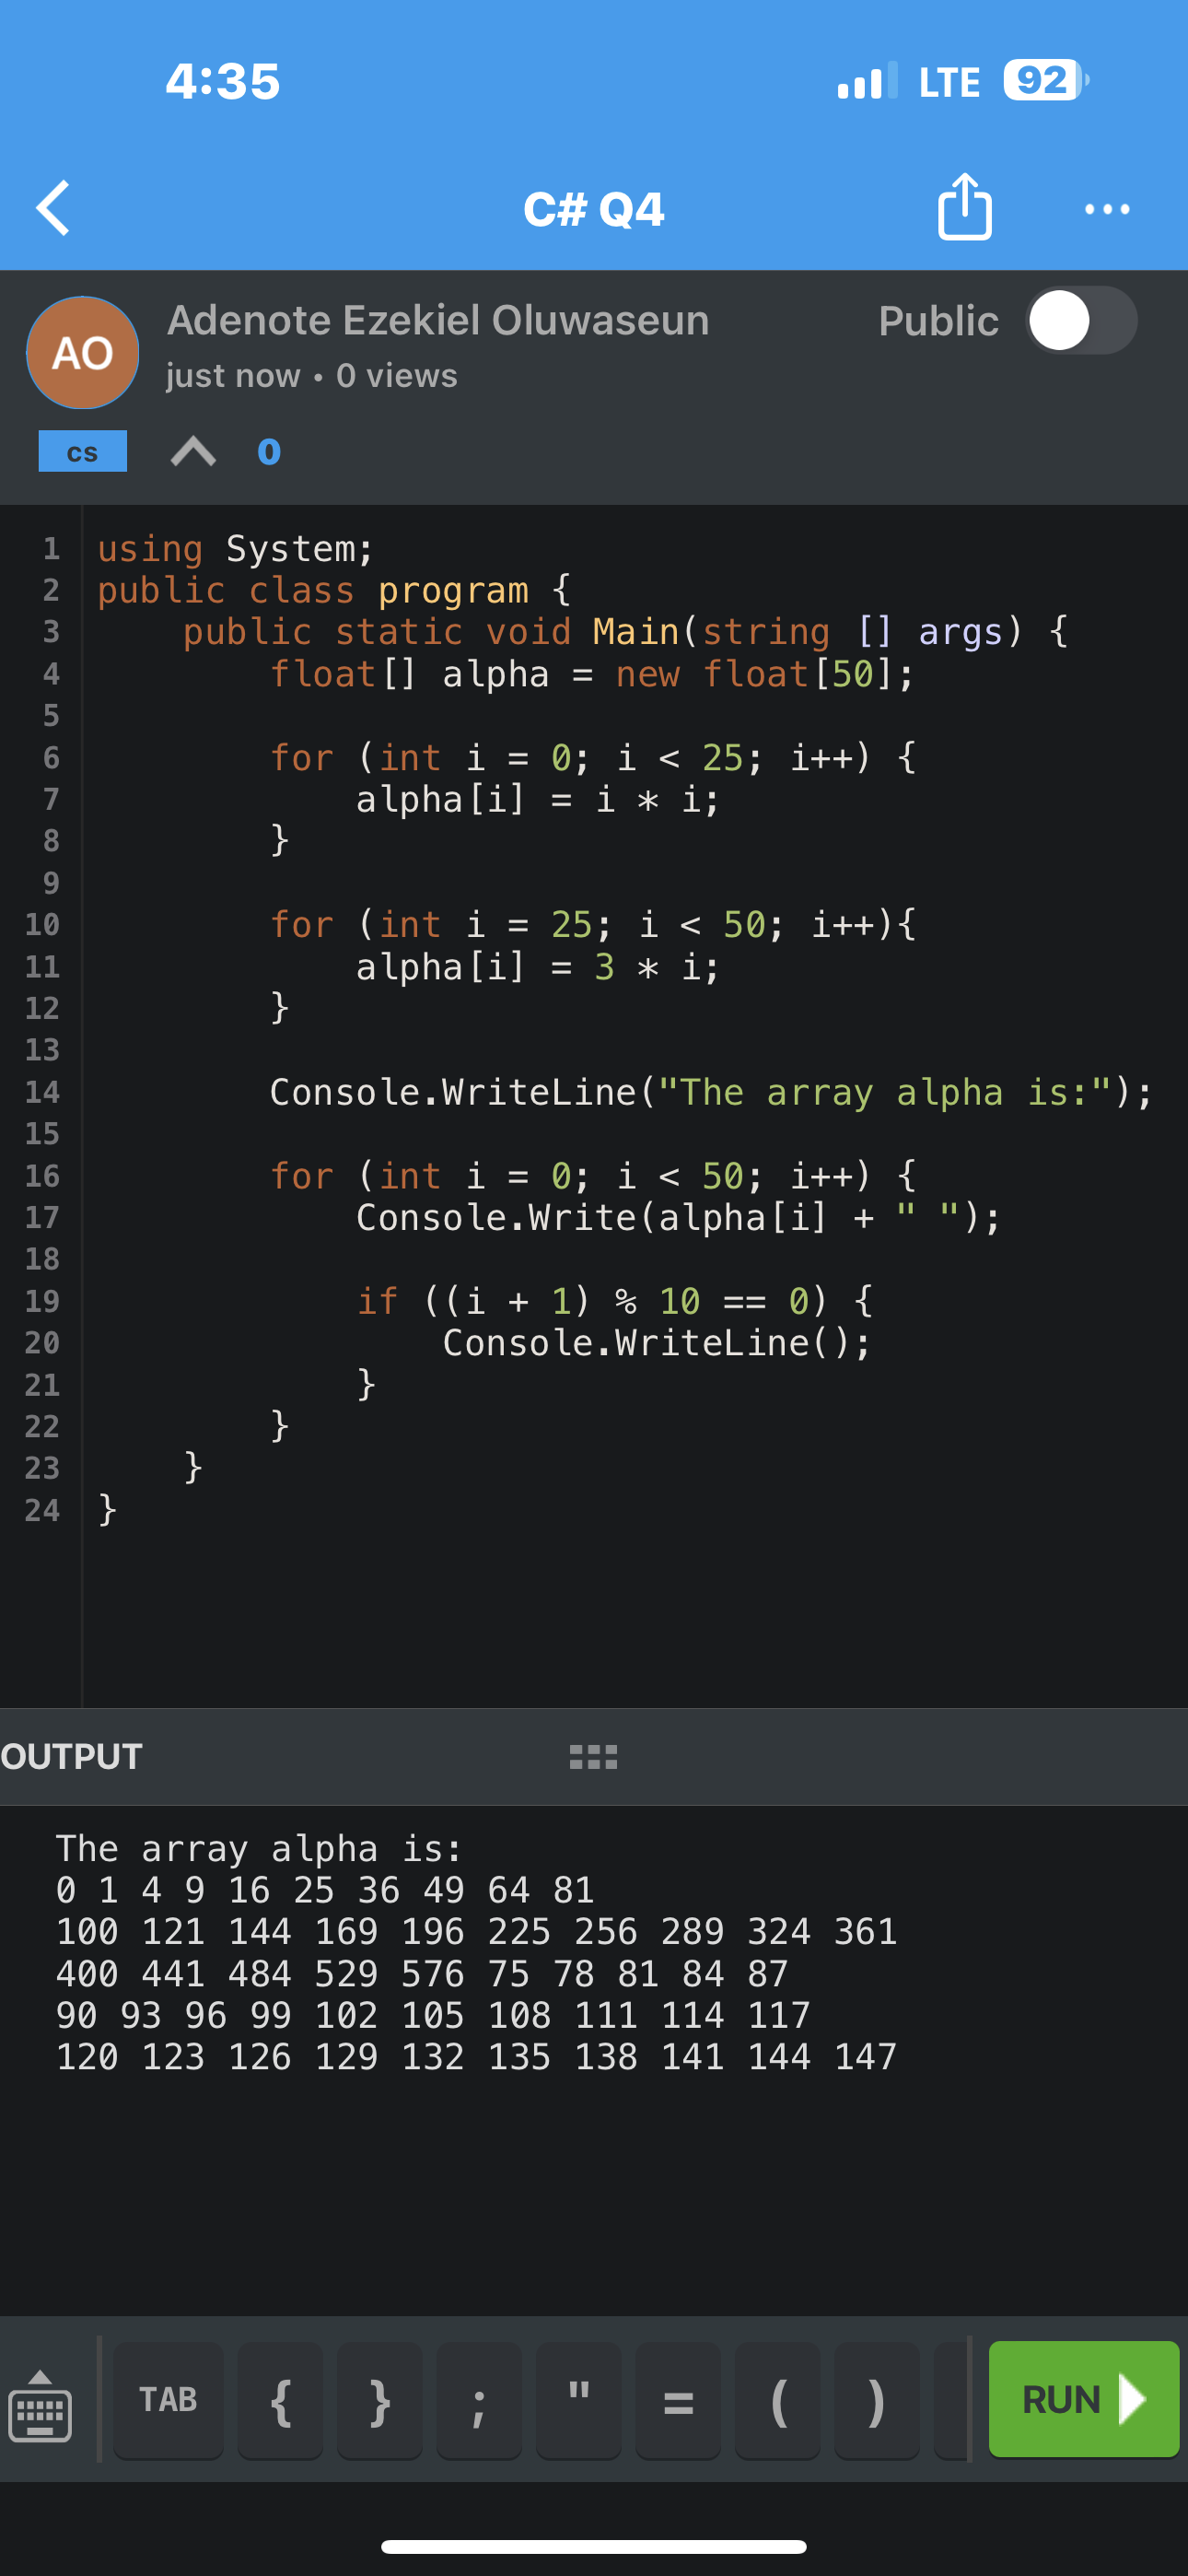 4:35 LTE 92
C# Q4
AO
Adenote Ezekiel Oluwaseun
Public
just now • 0 views
cs 0
1 using System;
2 public class program {
3     public static void Main(string [] args) {
4         float[] alpha = new float[50];
5
6         for (int i = 0; i < 25; i++) {
7             alpha[i] = i * i;
8         }
9
10         for (int i = 25; i < 50; i++){
11             alpha[i] = 3 * i;
12         }
13
14         Console.WriteLine("The array alpha is:");
15
16         for (int i = 0; i < 50; i++) {
17             Console.Write(alpha[i] + " ");
18
19             if ((i + 1) % 10 == 0) {
20                 Console.WriteLine();
21             }
22         }
23     }
24 }
OUTPUT
The array alpha is:
0 1 4 9 16 25 36 49 64 81
100 121 144 169 196 225 256 289 324 361
400 441 484 529 576 75 78 81 84 87
90 93 96 99 102 105 108 111 114 117
120 123 126 129 132 135 138 141 144 147
TAB { } ; " = ( ) RUN